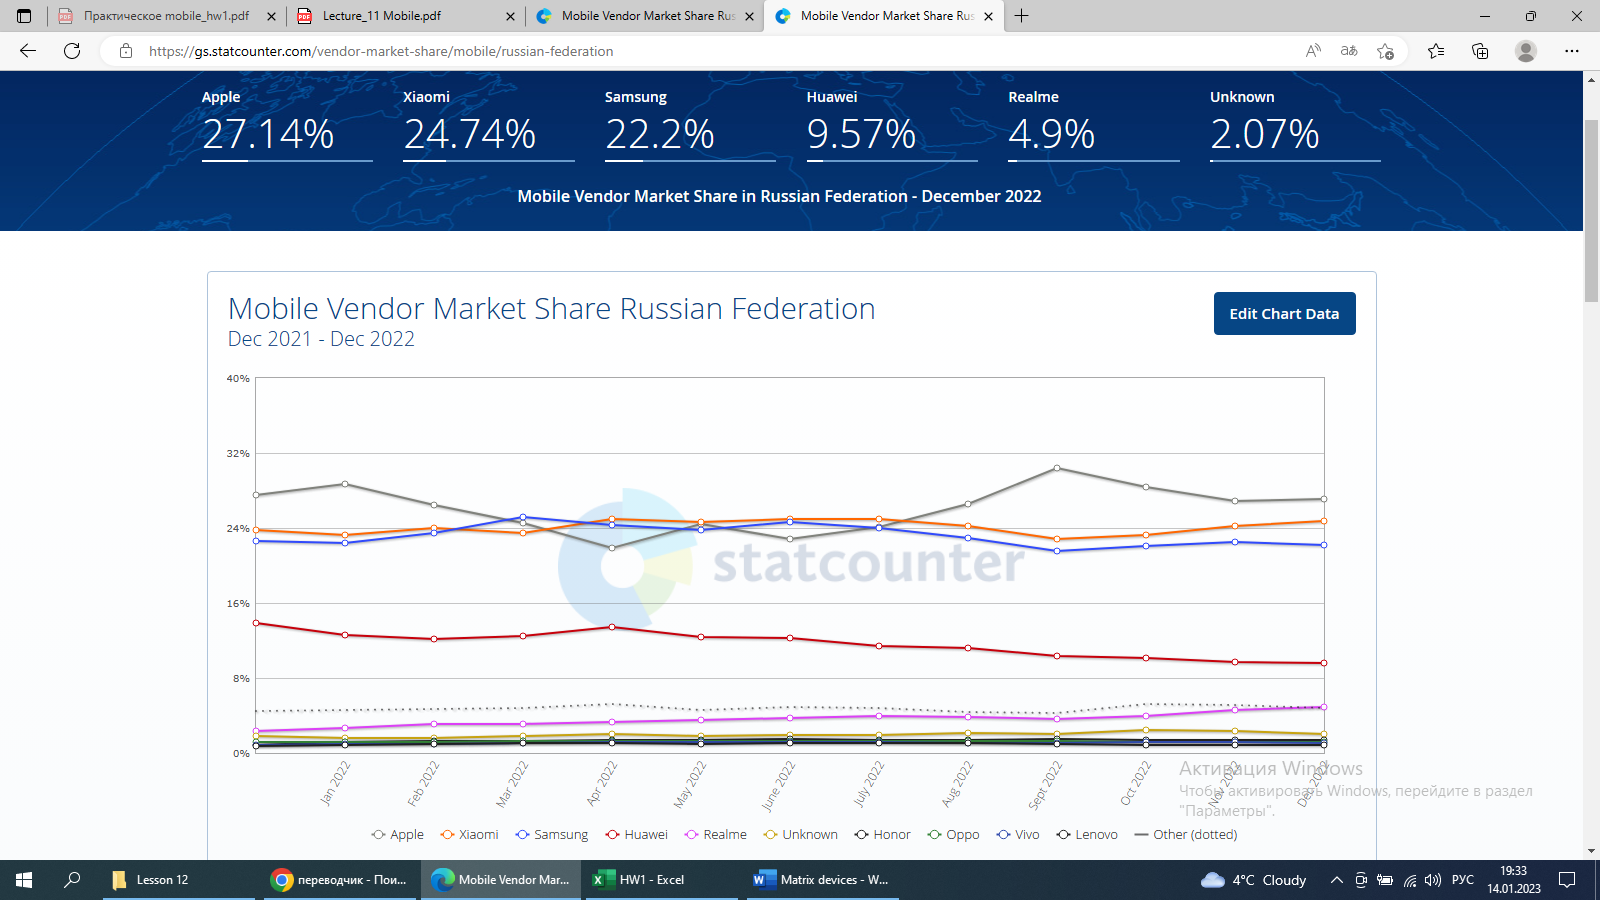 Практическое mobile_hw1.pdf
Lecture_11 Mobile.pdf
Mobile Vendor Market Share Rus
Mobile Vendor Market Share Rus
https://gs.statcounter.com/vendor-market-share/mobile/russian-federation
Apple Xiaomi Samsung Huawei Realme Unknown
27.14% 24.74% 22.2% 9.57% 4.9% 2.07%
Mobile Vendor Market Share in Russian Federation - December 2022
Mobile Vendor Market Share Russian Federation
Dec 2021 - Dec 2022
Edit Chart Data
40%
32%
24%
statcounter
16%
8%
0%
Jan 2022 Feb 2022 Mar 2022 Apr 2022 May 2022 June 2022 July 2022 Aug 2022 Sept 2022 Oct 2022 Nov 2022 Dec 2022
Активация Windows
Чтобы активировать Windows, перейдите в раздел
"Параметры".
Apple Xiaomi Samsung Huawei Realme Unknown Honor Oppo Vivo Lenovo Other (dotted)
Lesson 12
переводчик - Пои...
Mobile Vendor Mar...
HW1 - Excel
Matrix devices - W...
4°C Cloudy
РУС
19:33
14.01.2023